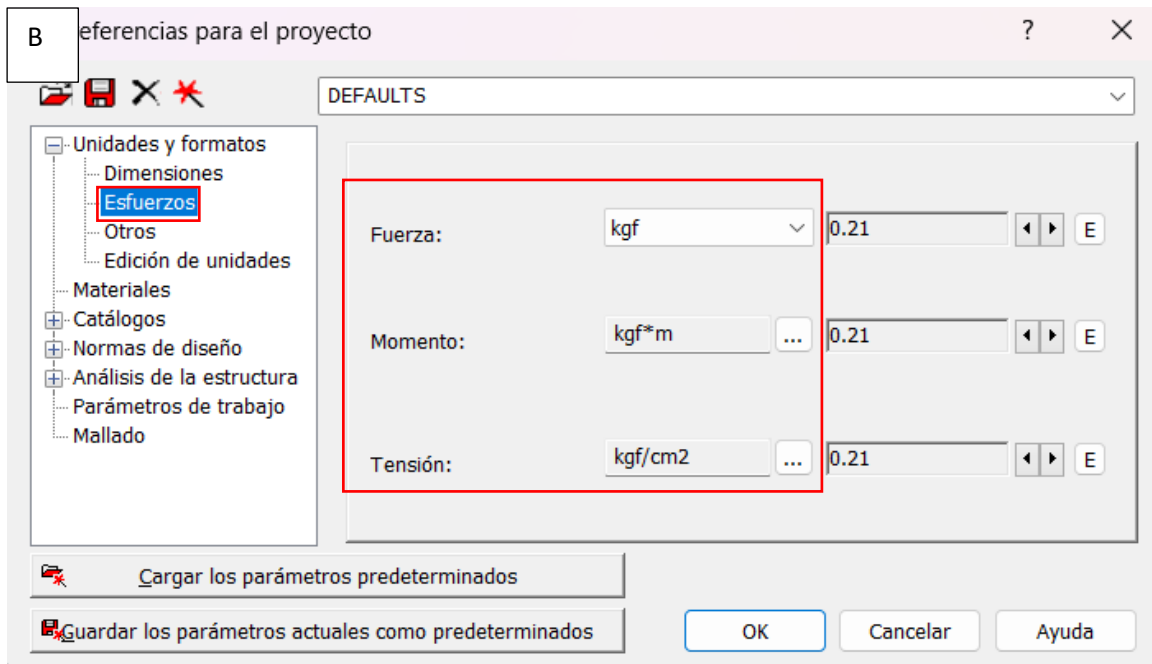 B
eferencias para el proyecto
?
DEFAULTS
Unidades y formatos
Dimensiones
Esfuerzos
Otros
Edición de unidades
Materiales
Catálogos
Normas de diseño
Análisis de la estructura
Parámetros de trabajo
Mallado
Fuerza: kgf 0.21 E
Momento: kgf*m ... 0.21 E
Tensión: kgf/cm2 ... 0.21 E
Cargar los parámetros predeterminados
Guardar los parámetros actuales como predeterminados
OK Cancelar Ayuda